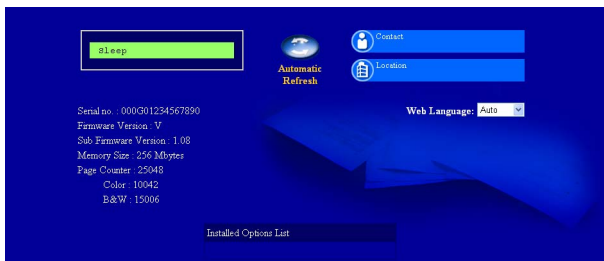 Sleep
Automatic
Refresh
Contact
Location
Serial no. : 000G01234567890
Firmware Version : V
Sub Firmware Version : 1.08
Memory Size : 256 Mbytes
Page Counter : 25048
Color : 10042
B&W : 15006
Web Language: Auto
Installed Options List